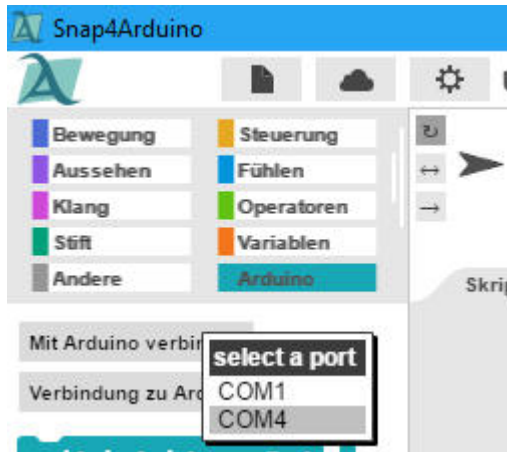 Snap4Arduino
Bewegung Steuerung
Aussehen Fühlen
Klang Operatoren
Stift Variablen
Andere Arduino
Mit Arduino verbin
select a port
Verbindung zu Ard
COM1
COM4